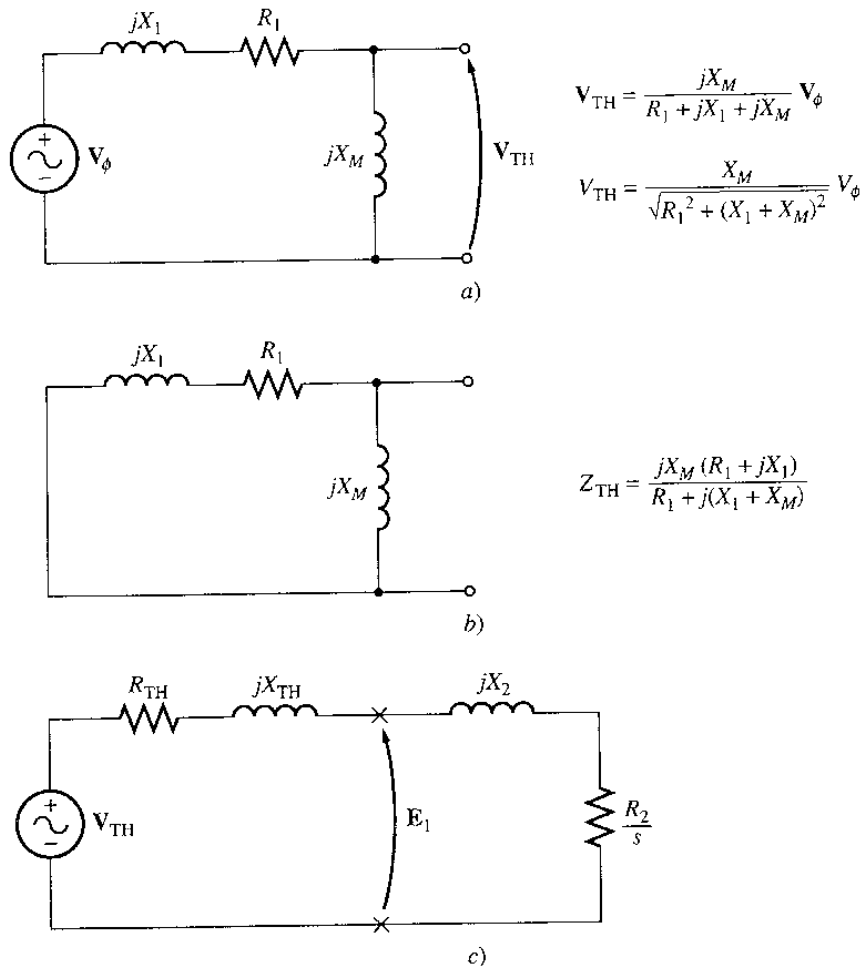 jX₁ R₁
V_TH = jX_M / (R₁ + jX₁ + jX_M) V_ϕ
+
V_ϕ
−
jX_M
V_TH
V_TH = X_M / √(R₁² + (X₁ + X_M)²) V_ϕ
a)
jX₁ R₁
jX_M
Z_TH = jX_M (R₁ + jX₁) / (R₁ + j(X₁ + X_M))
b)
R_TH jX_TH jX₂
+
V_TH
−
E₁
R₂/s
c)